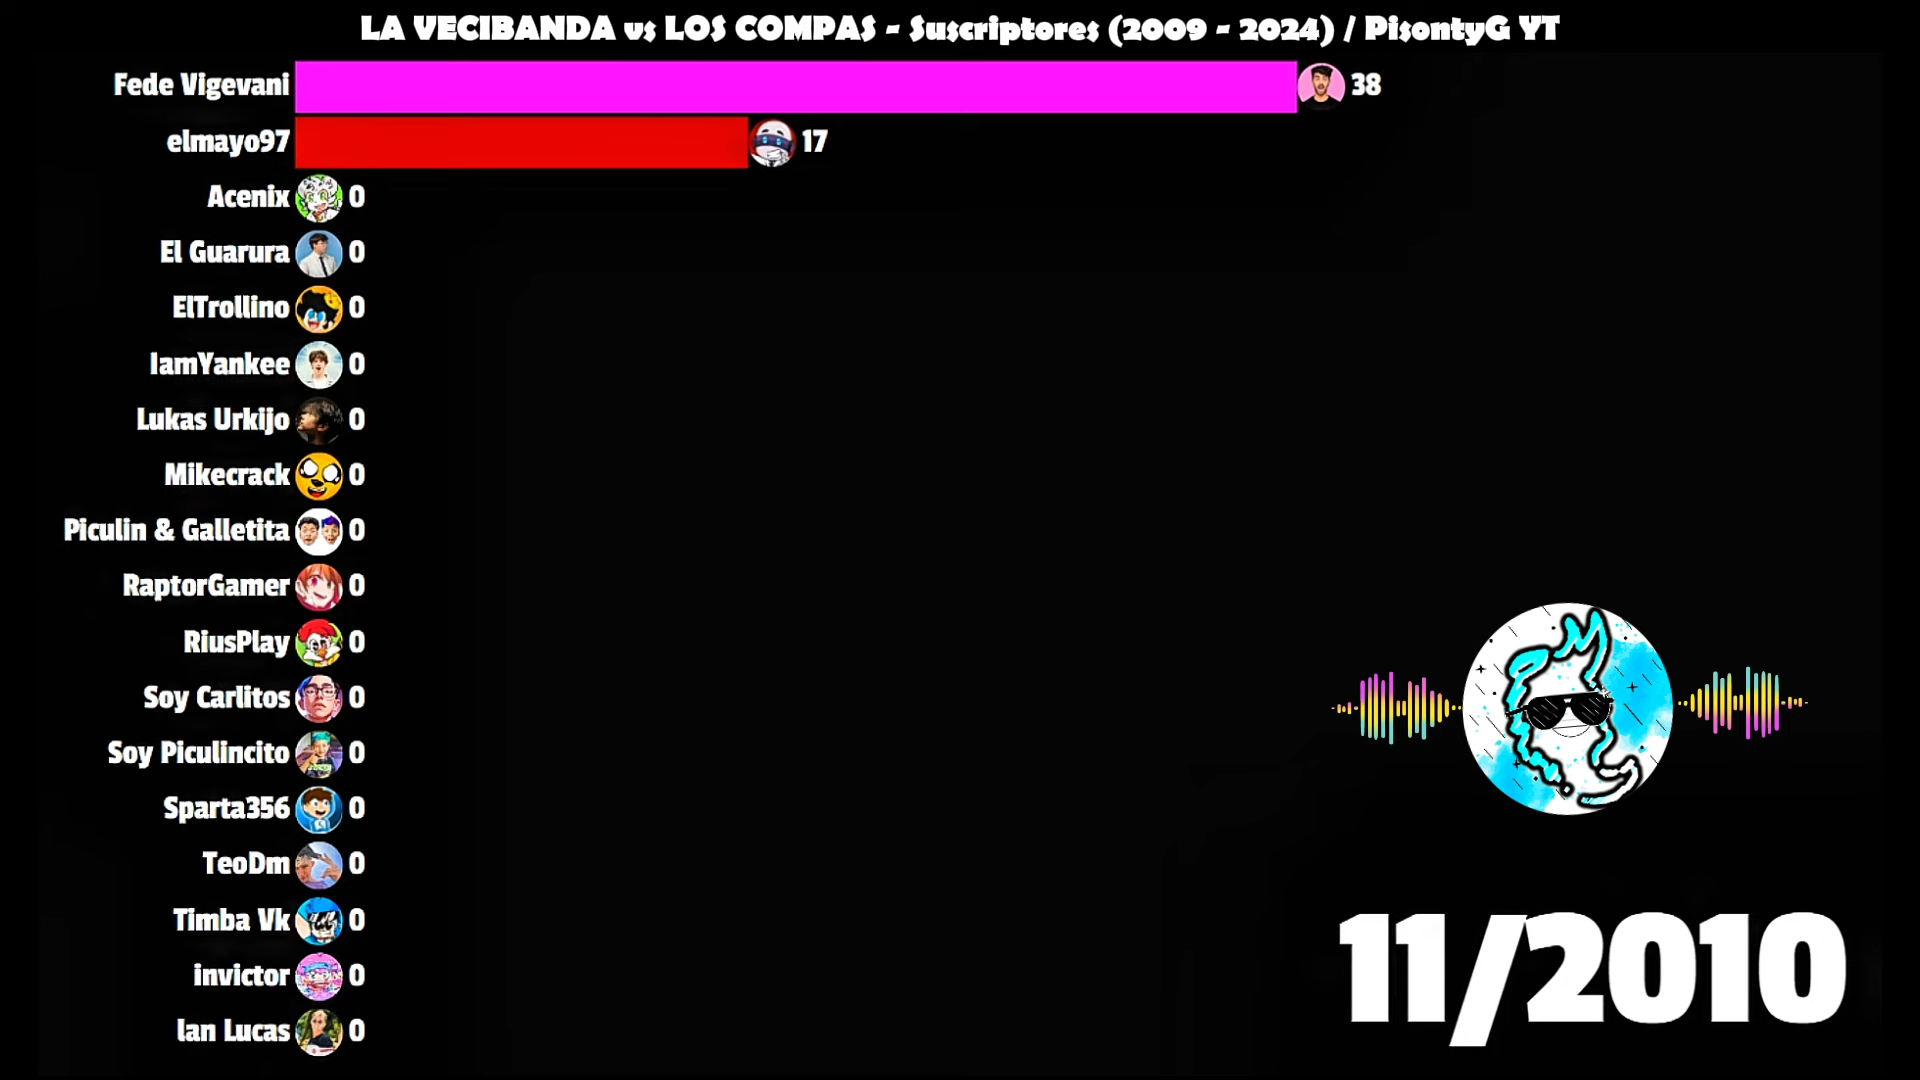 LA VECIBANDA vs LOS COMPAS - Suscriptores (2009 - 2024) / PisontyG YT
Fede Vigevani 38
elmayo97 17
Acenix 0
El Guarura 0
ElTrollino 0
IamYankee 0
Lukas Urkijo 0
Mikecrack 0
Piculin & Galletita 0
RaptorGamer 0
RiusPlay 0
Soy Carlitos 0
Soy Piculincito 0
Sparta356 0
TeoDm 0
Timba Vk 0
invictor 0
Ian Lucas 0
11/2010